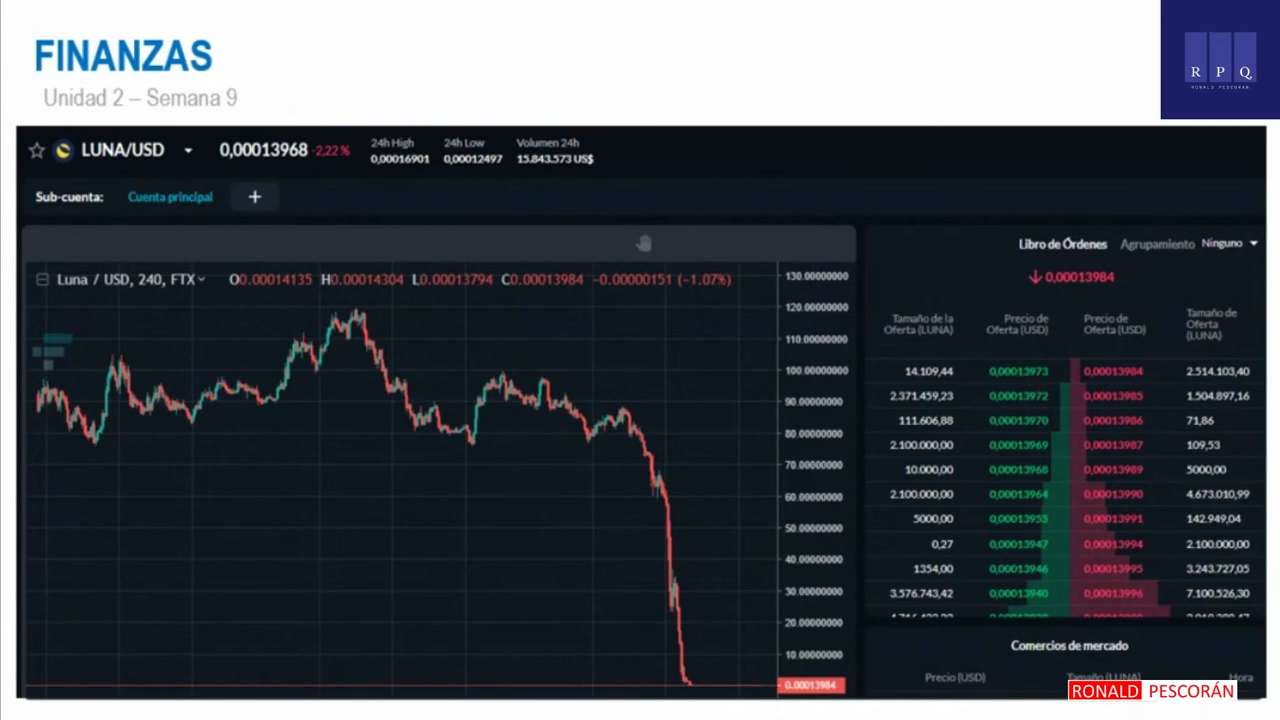 FINANZAS
Unidad 2 – Semana 9
R P Q
RONALD PESCORÁN
LUNA/USD
0,00013968 -2,22 %
24h High
0,00016901
24h Low
0,00012497
Volumen 24h
15.843.573 US$
Sub-cuenta:
Cuenta principal
+
Luna / USD, 240, FTX
O0.00014135 H0.00014304 L0.00013794 C0.00013984 −0.00000151 (−1.07%)
130.00000000
120.00000000
110.00000000
100.00000000
90.00000000
80.00000000
70.00000000
60.00000000
50.00000000
40.00000000
30.00000000
20.00000000
10.00000000
0.00013984
Libro de Órdenes Agrupamiento Ninguno
0,00013984
Tamaño de la Oferta (LUNA)
Precio de Oferta (USD)
Precio de Oferta (USD)
Tamaño de Oferta (LUNA)
14.109,44 0,00013973 0,00013984 2.514.103,40
2.371.459,23 0,00013972 0,00013985 1.504.897,16
111.606,88 0,00013970 0,00013986 71,86
2.100.000,00 0,00013969 0,00013987 109,53
10.000,00 0,00013968 0,00013989 5000,00
2.100.000,00 0,00013964 0,00013990 4.673.010,99
5000,00 0,00013955 0,00013991 142.949,04
0,27 0,00013947 0,00013994 2.100.000,00
1354,00 0,00013946 0,00013995 3.243.727,05
3.576.743,42 0,00013940 0,00013996 7.100.526,30
Comercios de mercado
Precio (USD) Tamaño (LUNA) Hora
RONALD PESCORÁN